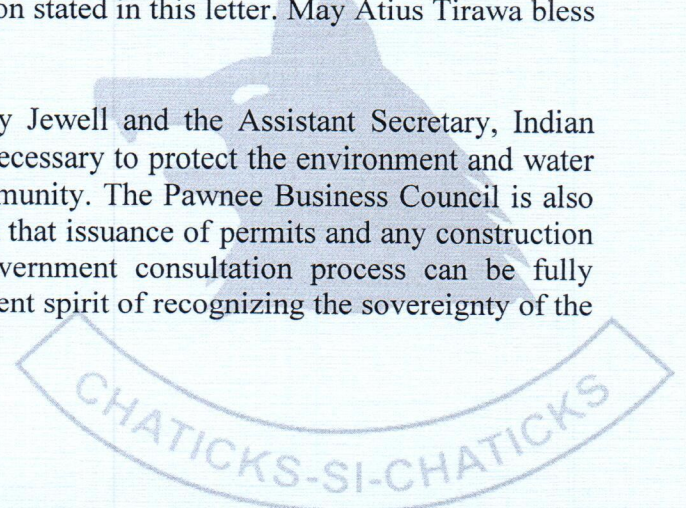 on stated in this letter. May Atius Tirawa bless
y Jewell and the Assistant Secretary, Indian
ecessary to protect the environment and water
munity. The Pawnee Business Council is also
that issuance of permits and any construction
vernment consultation process can be fully
ent spirit of recognizing the sovereignty of the
CHATICKS-SI-CHATICKS